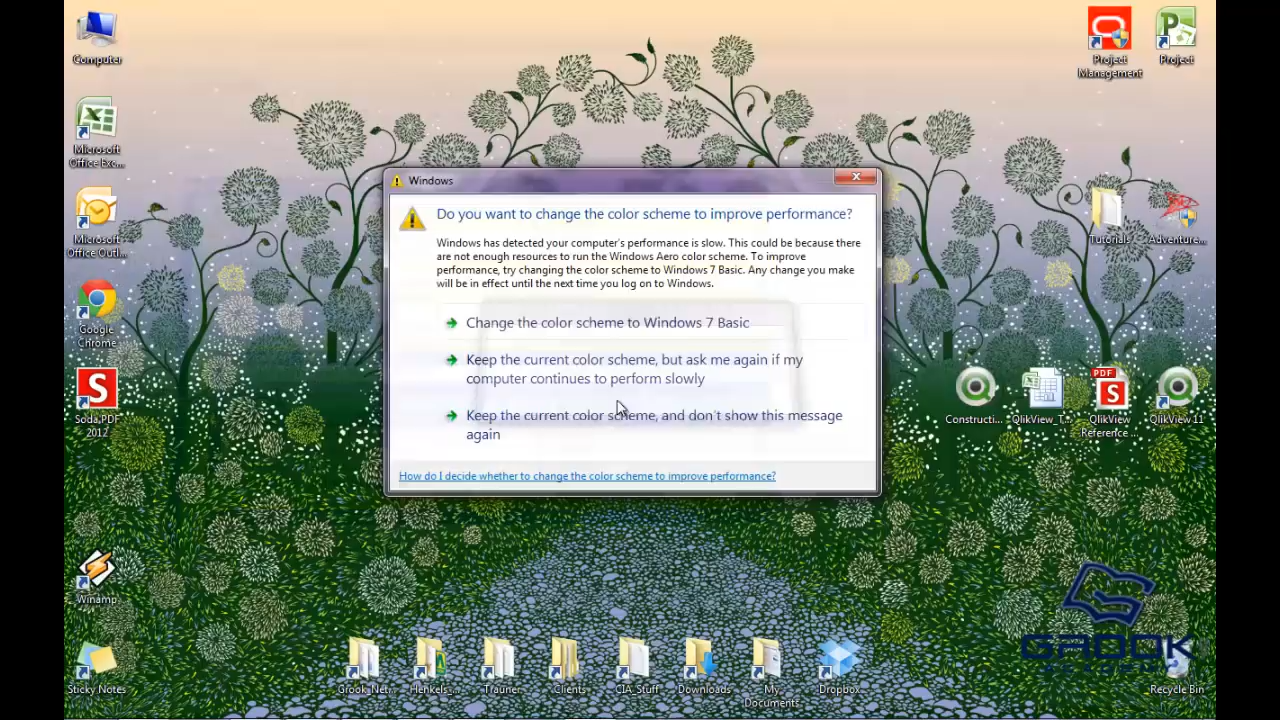 Computer
Microsoft
Office Exc...
Microsoft
Office Outl...
Google
Chrome
Soda PDF
2012
Winamp
Sticky Notes
Project
Management
Project
Windows
Do you want to change the color scheme to improve performance?
Windows has detected your computer's performance is slow. This could be because there
are not enough resources to run the Windows Aero color scheme. To improve
performance, try changing the color scheme to Windows 7 Basic. Any change you make
will be in effect until the next time you log on to Windows.
Change the color scheme to Windows 7 Basic
Keep the current color scheme, but ask me again if my
computer continues to perform slowly
Keep the current color scheme, and don't show this message
again
How do I decide whether to change the color scheme to improve performance?
Tutorials
Adventure...
PDF
Constructi...
QlikView_T...
QlikView
Reference ...
QlikView 11
Grook_Net...
Henkels_...
Trauner
Clients
CIA_Stuff
Downloads
My
Documents
Dropbox
GROOK
Recycle Bin